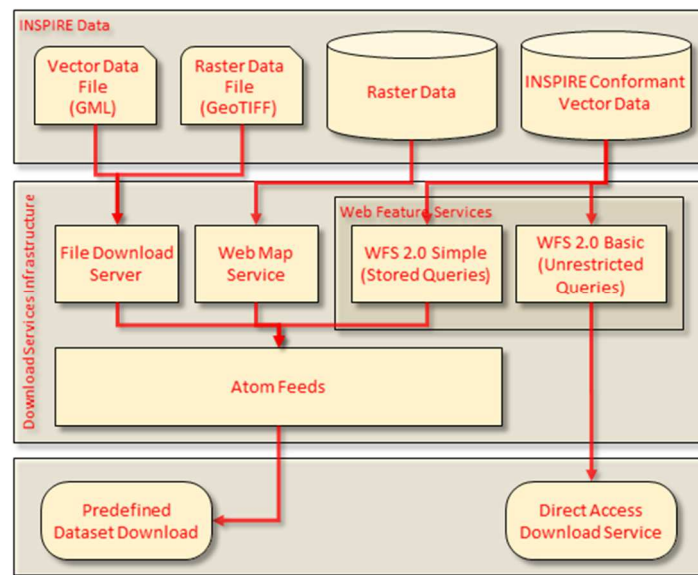 INSPIRE Data
Vector Data
File
(GML)
Raster Data
File
(GeoTIFF)
Raster Data
INSPIRE Conformant
Vector Data
Download Services Infrastructure
Web Feature Services
File Download
Server
Web Map
Service
WFS 2.0 Simple
(Stored Queries)
WFS 2.0 Basic
(Unrestricted
Queries)
Atom Feeds
Predefined
Dataset Download
Direct Access
Download Service